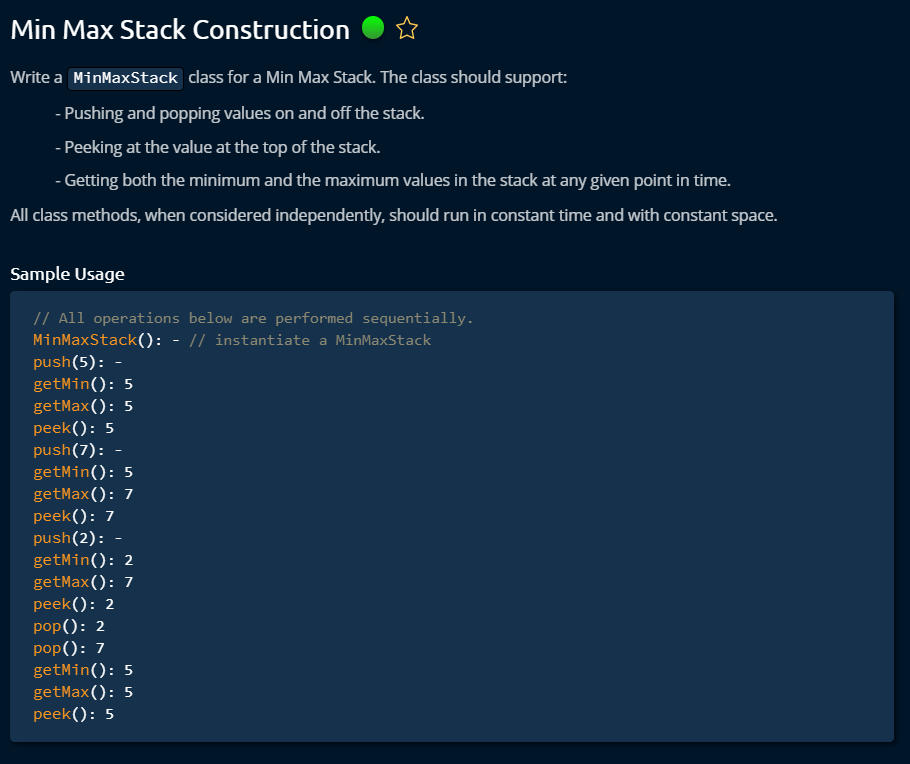 Min Max Stack Construction
Write a MinMaxStack class for a Min Max Stack. The class should support:
- Pushing and popping values on and off the stack.
- Peeking at the value at the top of the stack.
- Getting both the minimum and the maximum values in the stack at any given point in time.
All class methods, when considered independently, should run in constant time and with constant space.
Sample Usage
// All operations below are performed sequentially.
MinMaxStack(): - // instantiate a MinMaxStack
push(5): -
getMin(): 5
getMax(): 5
peek(): 5
push(7): -
getMin(): 5
getMax(): 7
peek(): 7
push(2): -
getMin(): 2
getMax(): 7
peek(): 2
pop(): 2
pop(): 7
getMin(): 5
getMax(): 5
peek(): 5